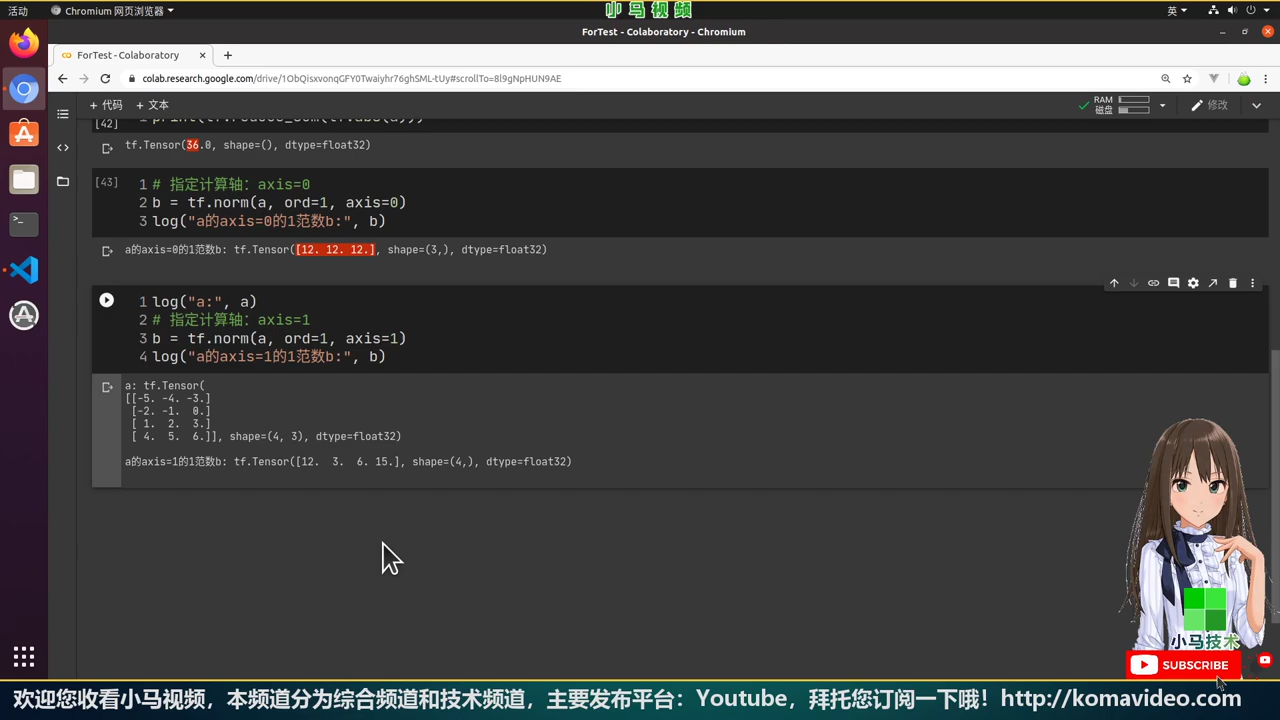 活动
Chromium 网页浏览器
小马视频
英
ForTest - Colaboratory - Chromium
ForTest - Colaboratory
colab.research.google.com/drive/1ObQisxvonqGFY0Twaiyhr76ghSML-tUy#scrollTo=8l9gNpHUN9AE
+ 代码 + 文本
RAM
磁盘
修改
[42]
tf.Tensor(36.0, shape=(), dtype=float32)
[43]
1 # 指定计算轴：axis=0
2 b = tf.norm(a, ord=1, axis=0)
3 log("a的axis=0的1范数b:", b)
a的axis=0的1范数b: tf.Tensor([12. 12. 12.], shape=(3,), dtype=float32)
1 log("a:", a)
2 # 指定计算轴：axis=1
3 b = tf.norm(a, ord=1, axis=1)
4 log("a的axis=1的1范数b:", b)
a: tf.Tensor(
[[-5. -4. -3.]
[-2. -1. 0.]
[ 1. 2. 3.]
[ 4. 5. 6.]], shape=(4, 3), dtype=float32)
a的axis=1的1范数b: tf.Tensor([12. 3. 6. 15.], shape=(4,), dtype=float32)
小马技术
SUBSCRIBE
欢迎您收看小马视频，本频道分为综合频道和技术频道，主要发布平台：Youtube，拜托您订阅一下哦！http://komavideo.com